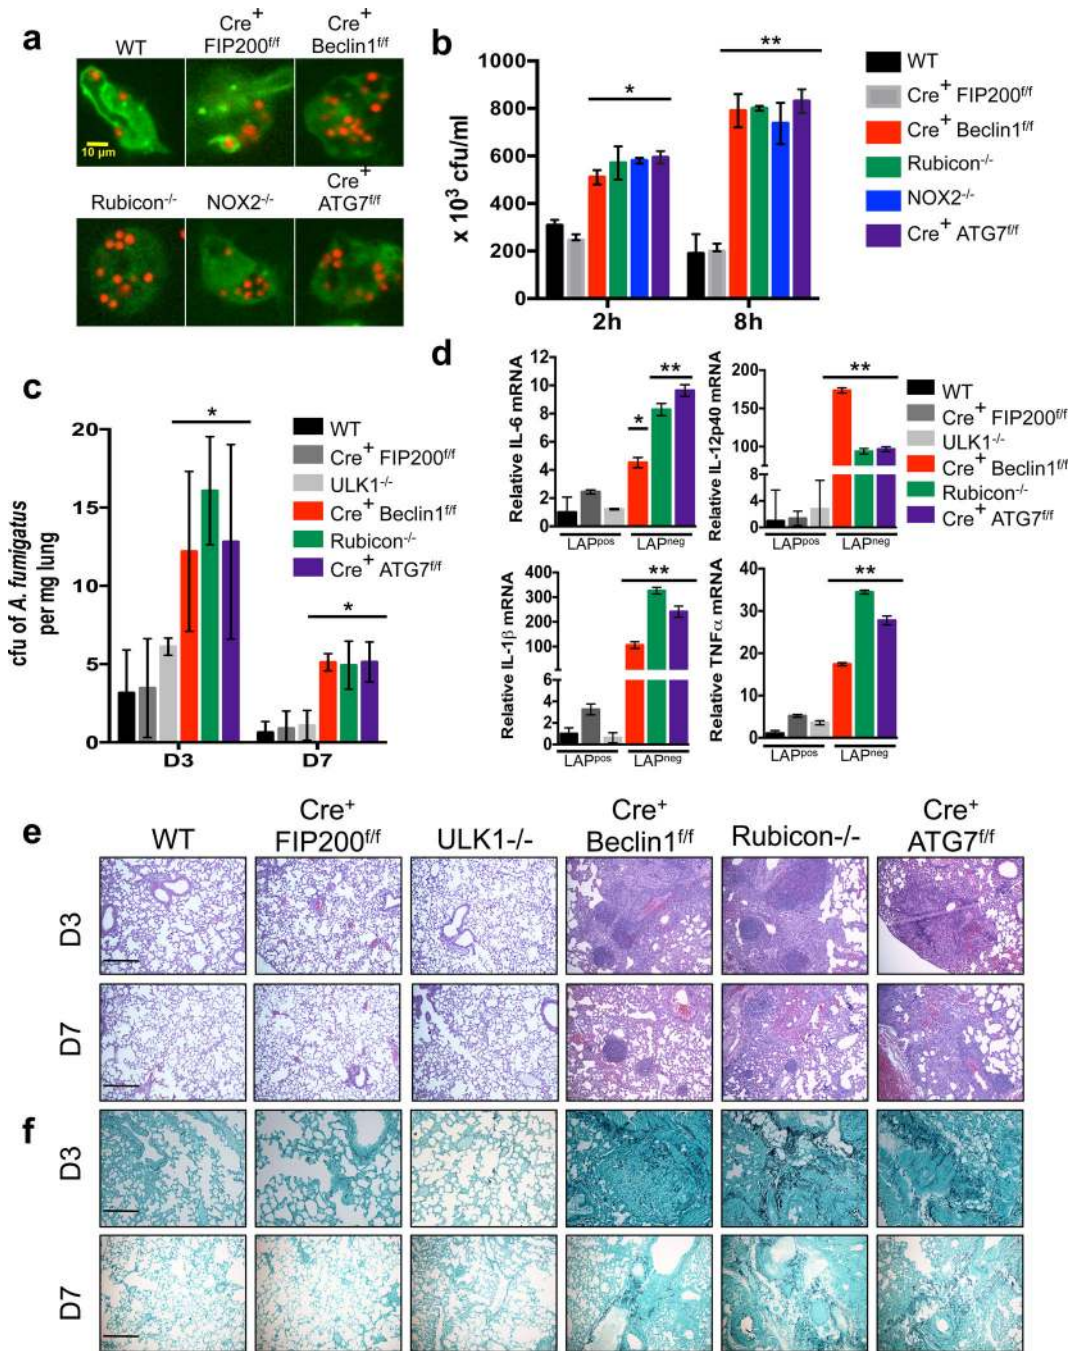 a
WT
Cre+ FIP200f/f
Cre+ Beclin1f/f
10 µm
Rubicon-/-
NOX2-/-
Cre+ ATG7f/f
b
x 10³ cfu/ml
1000
800
600
400
200
0
*
**
2h
8h
WT
Cre+ FIP200f/f
Cre+ Beclin1f/f
Rubicon-/-
NOX2-/-
Cre+ ATG7f/f
c
cfu of A. fumigatus
per mg lung
20
15
10
5
0
*
*
D3
D7
WT
Cre+ FIP200f/f
ULK1-/-
Cre+ Beclin1f/f
Rubicon-/-
Cre+ ATG7f/f
d
Relative IL-6 mRNA
12
10
8
6
4
2
0
*
**
LAPpos
LAPneg
Relative IL-12p40 mRNA
200
150
100
50
4
2
0
**
LAPpos
LAPneg
WT
Cre+ FIP200f/f
ULK1-/-
Cre+ Beclin1f/f
Rubicon-/-
Cre+ ATG7f/f
Relative IL-1β mRNA
400
300
200
100
6
4
2
0
**
LAPpos
LAPneg
Relative TNFα mRNA
40
30
20
10
0
**
LAPpos
LAPneg
e
WT
Cre+ FIP200f/f
ULK1-/-
Cre+ Beclin1f/f
Rubicon-/-
Cre+ ATG7f/f
D3
D7
f
D3
D7